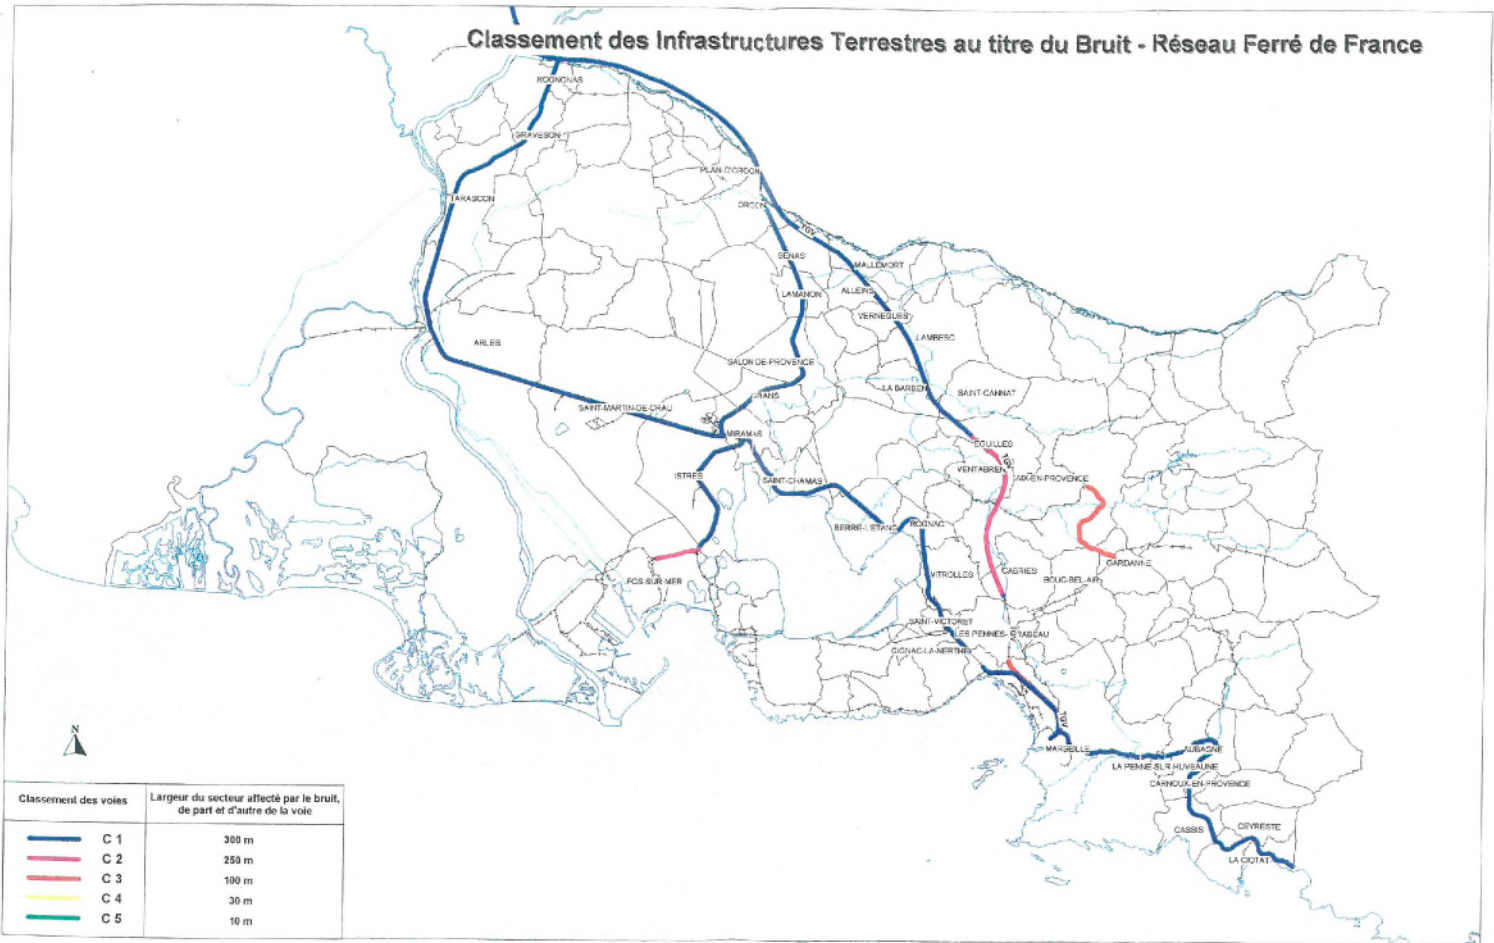 Classement des Infrastructures Terrestres au titre du Bruit - Réseau Ferré de France
ROGNONAS
GRAVESON
PLAN-D'ORGON
TARASCON
ORGON
TGV
SENAS
MALLEMORT
LAMANON
ALLEINS
VERNEGUES
LAMBESC
ARLES
SALON DE-PROVENCE
LA BARBEN
SAINT-CANNAT
GRANS
SAINT-MARTIN-DE-CRAU
MIRAMAS
EGUILLES
TGV
VENTABREN
ISTRES
AIX-EN-PROVENCE
SAINT-CHAMAS
BERRE-L'ETANG
ROGNAC
GARDANNE
VITROLLES
CABRIES
BOUC-BEL-AIR
FOS-SUR-MER
SAINT-VICTORET
LES PENNES-MIRABEAU
GIGNAC-LA-NERTHE
TGV
MARSEILLE
AUBAGNE
LA PENNE-SUR-HUVEAUNE
CARNOUX-EN-PROVENCE
CASSIS
CEYRESTE
LA CIOTAT
N
Classement des voies
Largeur du secteur affecté par le bruit,
de part et d'autre de la voie
C 1 300 m
C 2 250 m
C 3 100 m
C 4 30 m
C 5 10 m